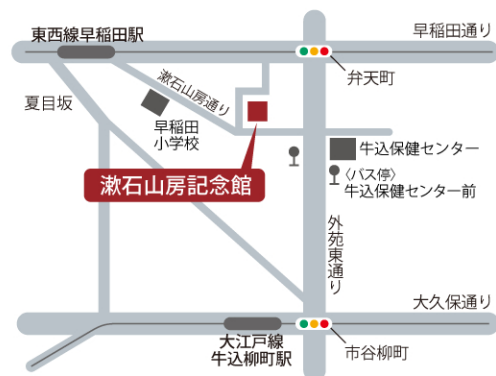 東西線早稲田駅
早稲田通り
弁天町
漱石山房通り
夏目坂
早稲田
小学校
牛込保健センター
〈バス停〉
牛込保健センター前
漱石山房記念館
外苑東通り
大久保通り
大江戸線
牛込柳町駅
市谷柳町